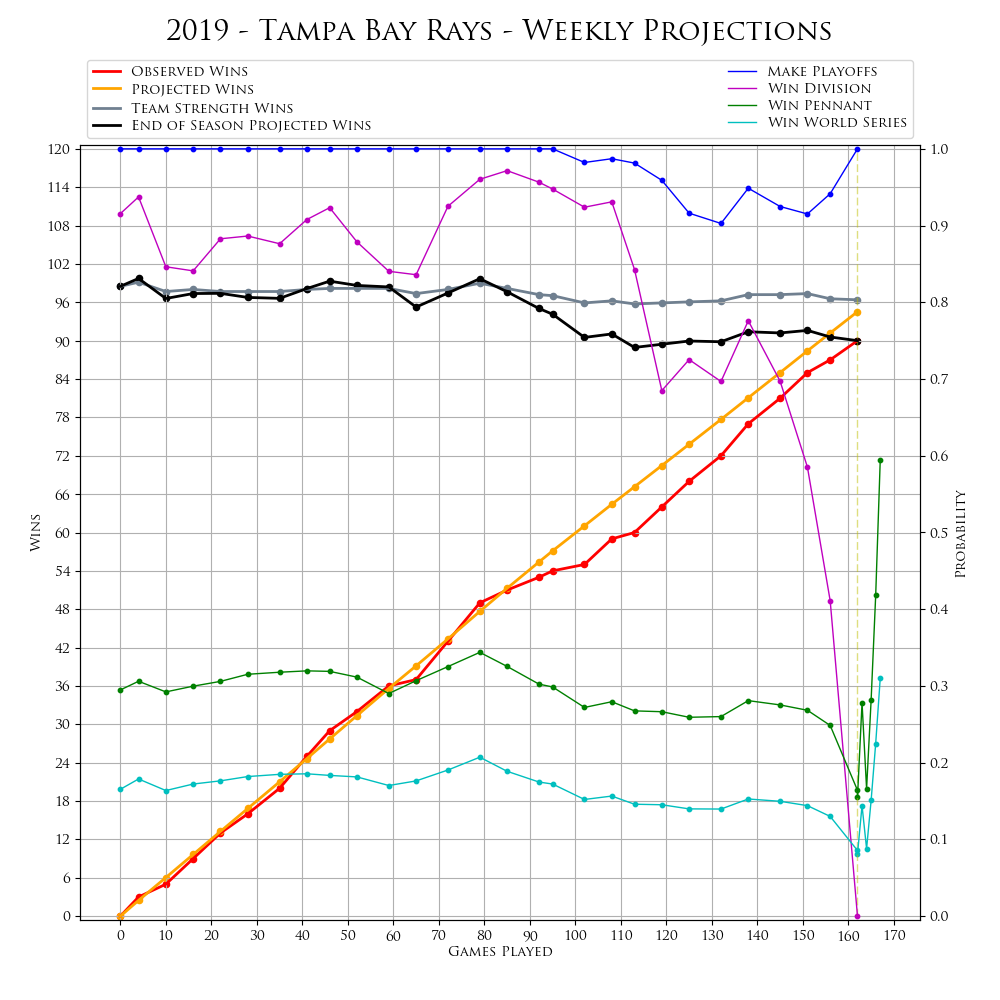 2019 - Tampa Bay Rays - Weekly Projections
Observed Wins
Projected Wins
Team Strength Wins
End of Season Projected Wins
Make Playoffs
Win Division
Win Pennant
Win World Series
120
114
108
102
96
90
84
78
72
66
60
54
48
42
36
30
24
18
12
6
0
Wins
1.0
0.9
0.8
0.7
0.6
0.5
0.4
0.3
0.2
0.1
0.0
Probability
0 10 20 30 40 50 60 70 80 90 100 110 120 130 140 150 160 170
Games Played